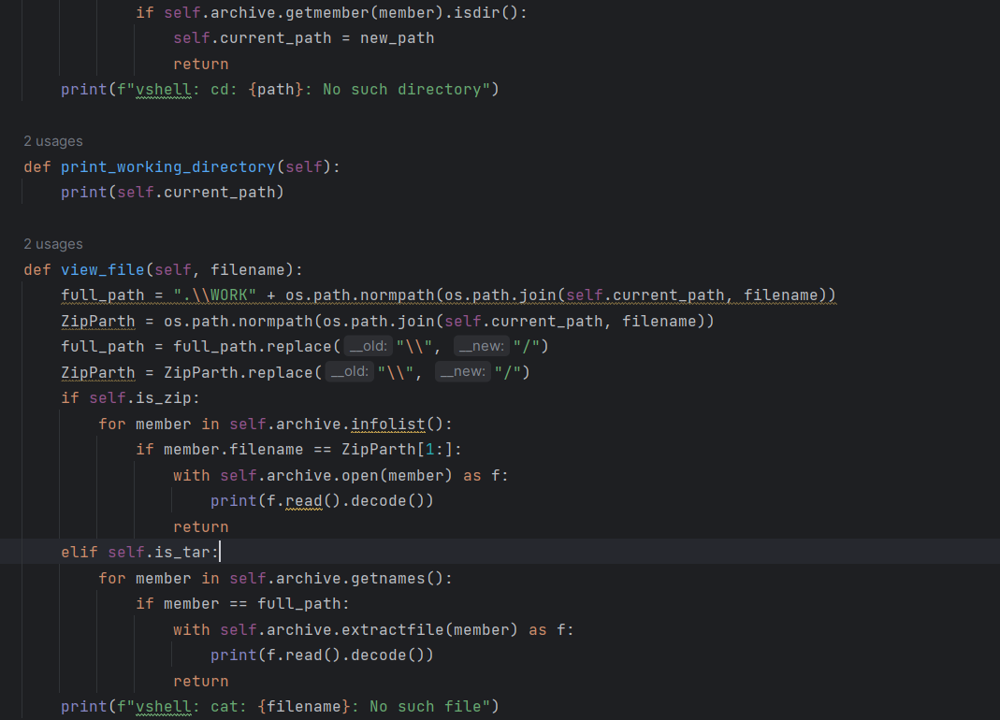 if self.archive.getmember(member).isdir():
                self.current_path = new_path
                return
    print(f"vshell: cd: {path}: No such directory")
2 usages
def print_working_directory(self):
    print(self.current_path)
2 usages
def view_file(self, filename):
    full_path = ".\\WORK" + os.path.normpath(os.path.join(self.current_path, filename))
    ZipParth = os.path.normpath(os.path.join(self.current_path, filename))
    full_path = full_path.replace( __old: "\\", __new: "/")
    ZipParth = ZipParth.replace( __old: "\\", __new: "/")
    if self.is_zip:
        for member in self.archive.infolist():
            if member.filename == ZipParth[1:]:
                with self.archive.open(member) as f:
                    print(f.read().decode())
                return
    elif self.is_tar:
        for member in self.archive.getnames():
            if member == full_path:
                with self.archive.extractfile(member) as f:
                    print(f.read().decode())
                return
    print(f"vshell: cat: {filename}: No such file")